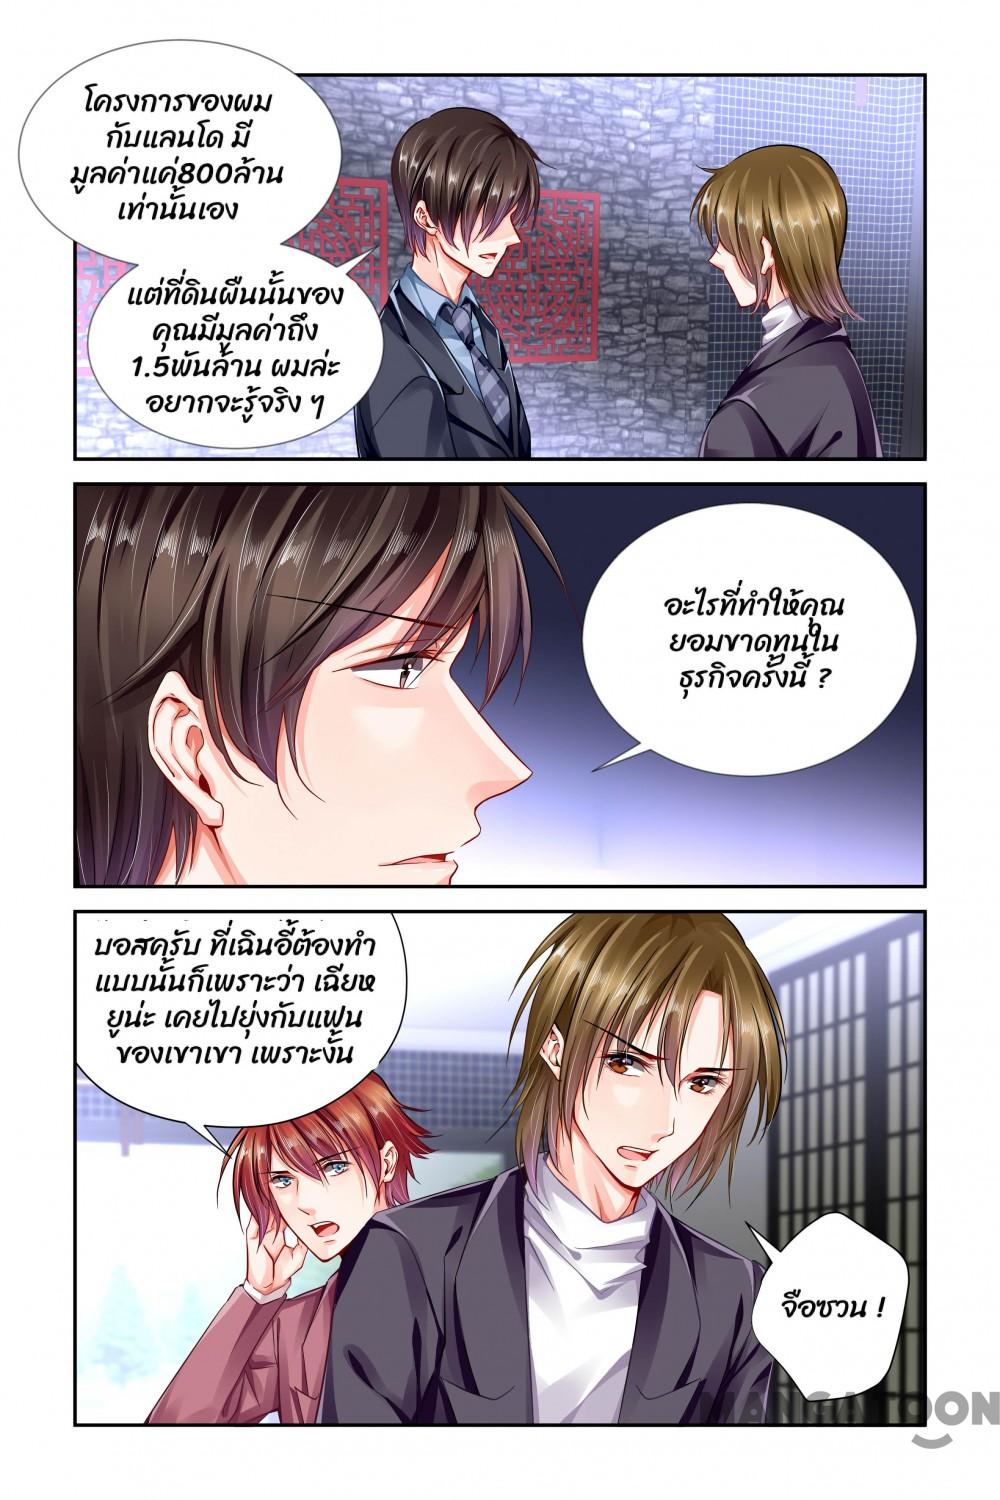 โครงการของผม
กับแลนโด มี
มูลค่าแค่800ล้าน
เท่านั้นเอง
แต่ที่ดินผืนนั้นของ
คุณมีมูลค่าถึง
1.5พันล้าน ผมล่ะ
อยากจะรู้จริง ๆ
อะไรที่ทำให้คุณ
ยอมขาดทุนใน
ธุรกิจครั้งนี้ ?
บอสครับ ที่เฉินอี้ต้องทำ
แบบนั้นก็เพราะว่า เฉียห
ยูน่ะ เคยไปยุ่งกับแฟน
ของเขาเขา เพราะงั้น
จือซวน !
MANGATOON